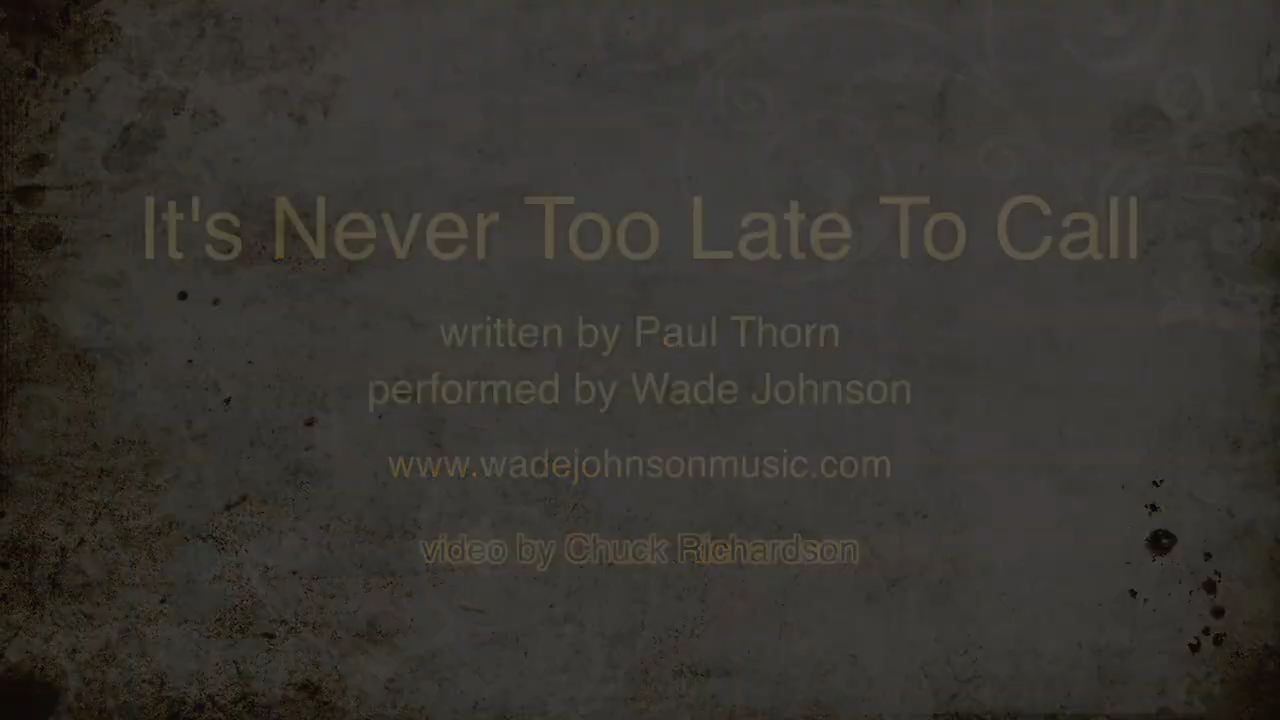 It's Never Too Late To Call
written by Paul Thorn
performed by Wade Johnson
www.wadejohnsonmusic.com
video by Chuck Richardson